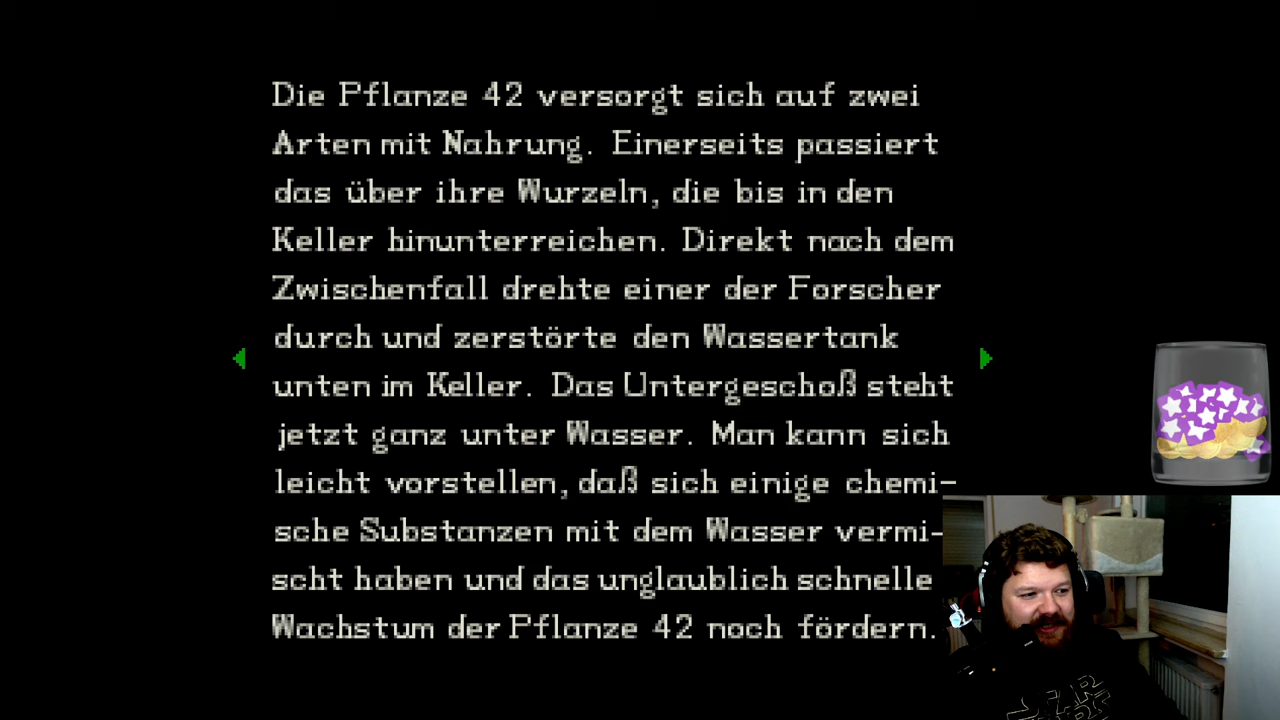 Die Pflanze 42 versorgt sich auf zwei
Arten mit Nahrung. Einerseits passiert
das über ihre Wurzeln, die bis in den
Keller hinunterreichen. Direkt nach dem
Zwischenfall drehte einer der Forscher
durch und zerstörte den Wassertank
unten im Keller. Das Untergeschoß steht
jetzt ganz unter Wasser. Man kann sich
leicht vorstellen, daß sich einige chemi-
sche Substanzen mit dem Wasser vermi-
scht haben und das unglaublich schnelle
Wachstum der Pflanze 42 noch fördern.